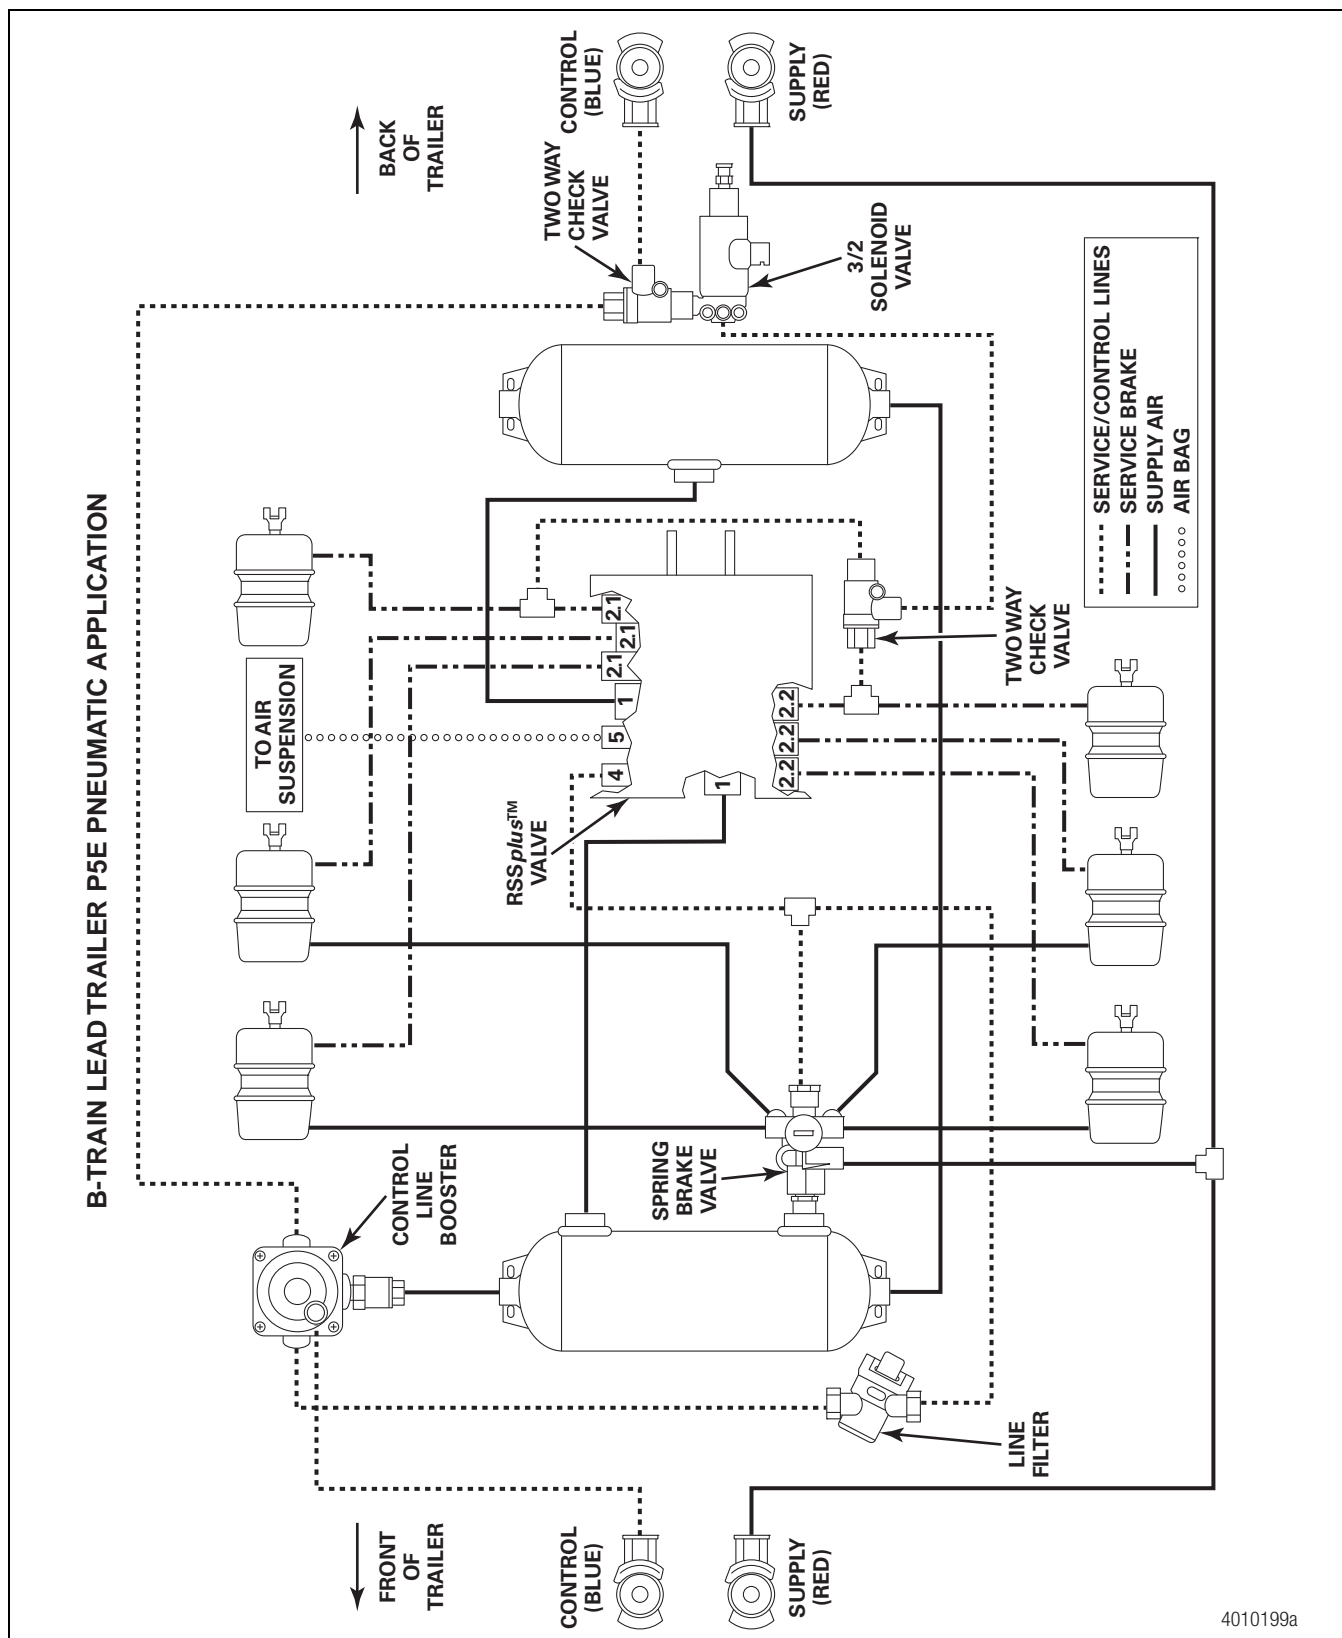 B-TRAIN LEAD TRAILER P5E PNEUMATIC APPLICATION
FRONT
OF
TRAILER
BACK
OF
TRAILER
CONTROL
LINE
BOOSTER
TO AIR
SUSPENSION
CONTROL
(BLUE)
SUPPLY
(RED)
LINE
FILTER
SPRING
BRAKE
VALVE
RSSplus™
VALVE
4
5
1
2.1
2.1
2.1
1
2.2
2.2
2.2
TWO WAY
CHECK
VALVE
TWO WAY
CHECK
VALVE
3/2
SOLENOID
VALVE
CONTROL
(BLUE)
SUPPLY
(RED)
SERVICE/CONTROL LINES
SERVICE BRAKE
SUPPLY AIR
AIR BAG
4010199a